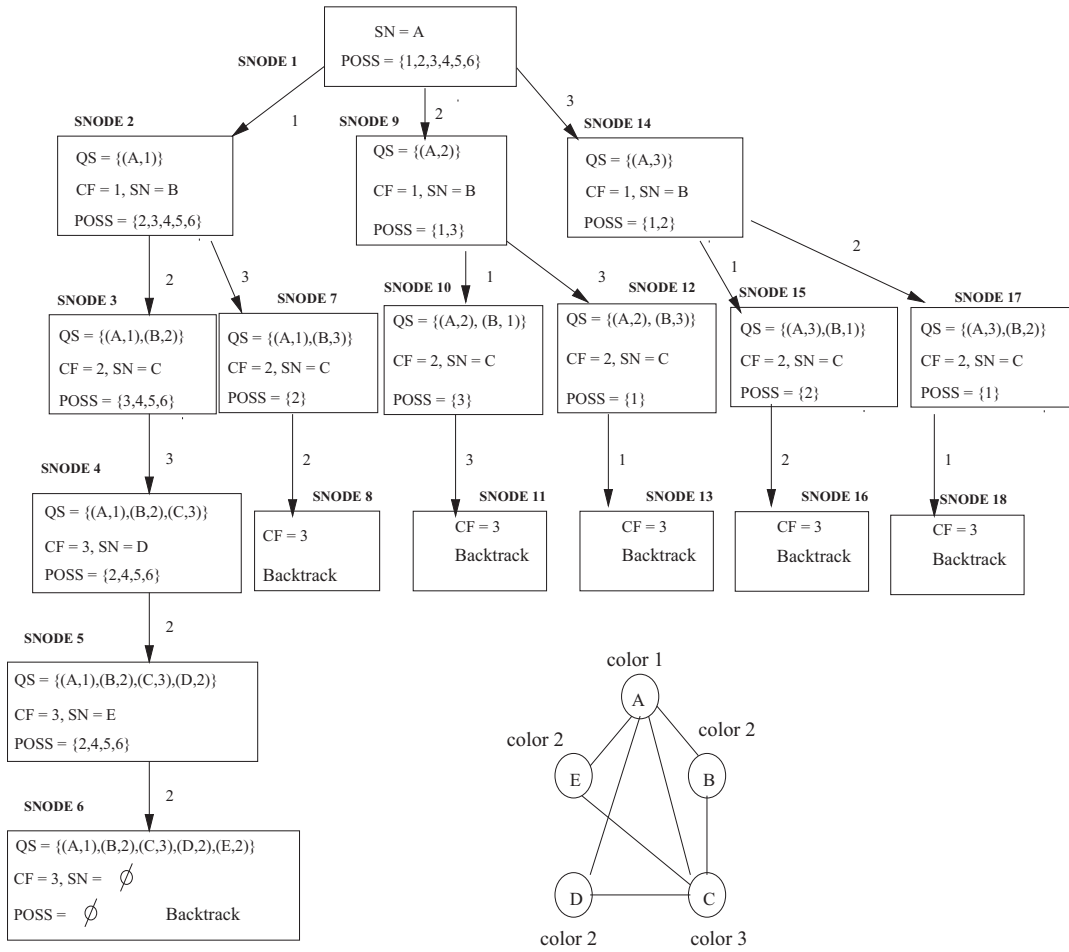 SN = A
SNODE 1
POSS = {1,2,3,4,5,6}
1
2
3
SNODE 2
QS = {(A,1)}
CF = 1, SN = B
POSS = {2,3,4,5,6}
SNODE 9
QS = {(A,2)}
CF = 1, SN = B
POSS = {1,3}
SNODE 14
QS = {(A,3)}
CF = 1, SN = B
POSS = {1,2}
2
3
1
3
1
2
SNODE 3
QS = {(A,1),(B,2)}
CF = 2, SN = C
POSS = {3,4,5,6}
SNODE 7
QS = {(A,1),(B,3)}
CF = 2, SN = C
POSS = {2}
SNODE 10
QS = {(A,2), (B, 1)}
CF = 2, SN = C
POSS = {3}
SNODE 12
QS = {(A,2), (B,3)}
CF = 2, SN = C
POSS = {1}
SNODE 15
QS = {(A,3),(B,1)}
CF = 2, SN = C
POSS = {2}
SNODE 17
QS = {(A,3),(B,2)}
CF = 2, SN = C
POSS = {1}
3
2
3
1
2
1
SNODE 4
QS = {(A,1),(B,2),(C,3)}
CF = 3, SN = D
POSS = {2,4,5,6}
SNODE 8
CF = 3
Backtrack
SNODE 11
CF = 3
Backtrack
SNODE 13
CF = 3
Backtrack
SNODE 16
CF = 3
Backtrack
SNODE 18
CF = 3
Backtrack
2
SNODE 5
QS = {(A,1),(B,2),(C,3),(D,2)}
CF = 3, SN = E
POSS = {2,4,5,6}
2
SNODE 6
QS = {(A,1),(B,2),(C,3),(D,2),(E,2)}
CF = 3, SN = ∅
POSS = ∅ Backtrack
color 1
A
color 2
E
color 2
B
D
color 2
C
color 3